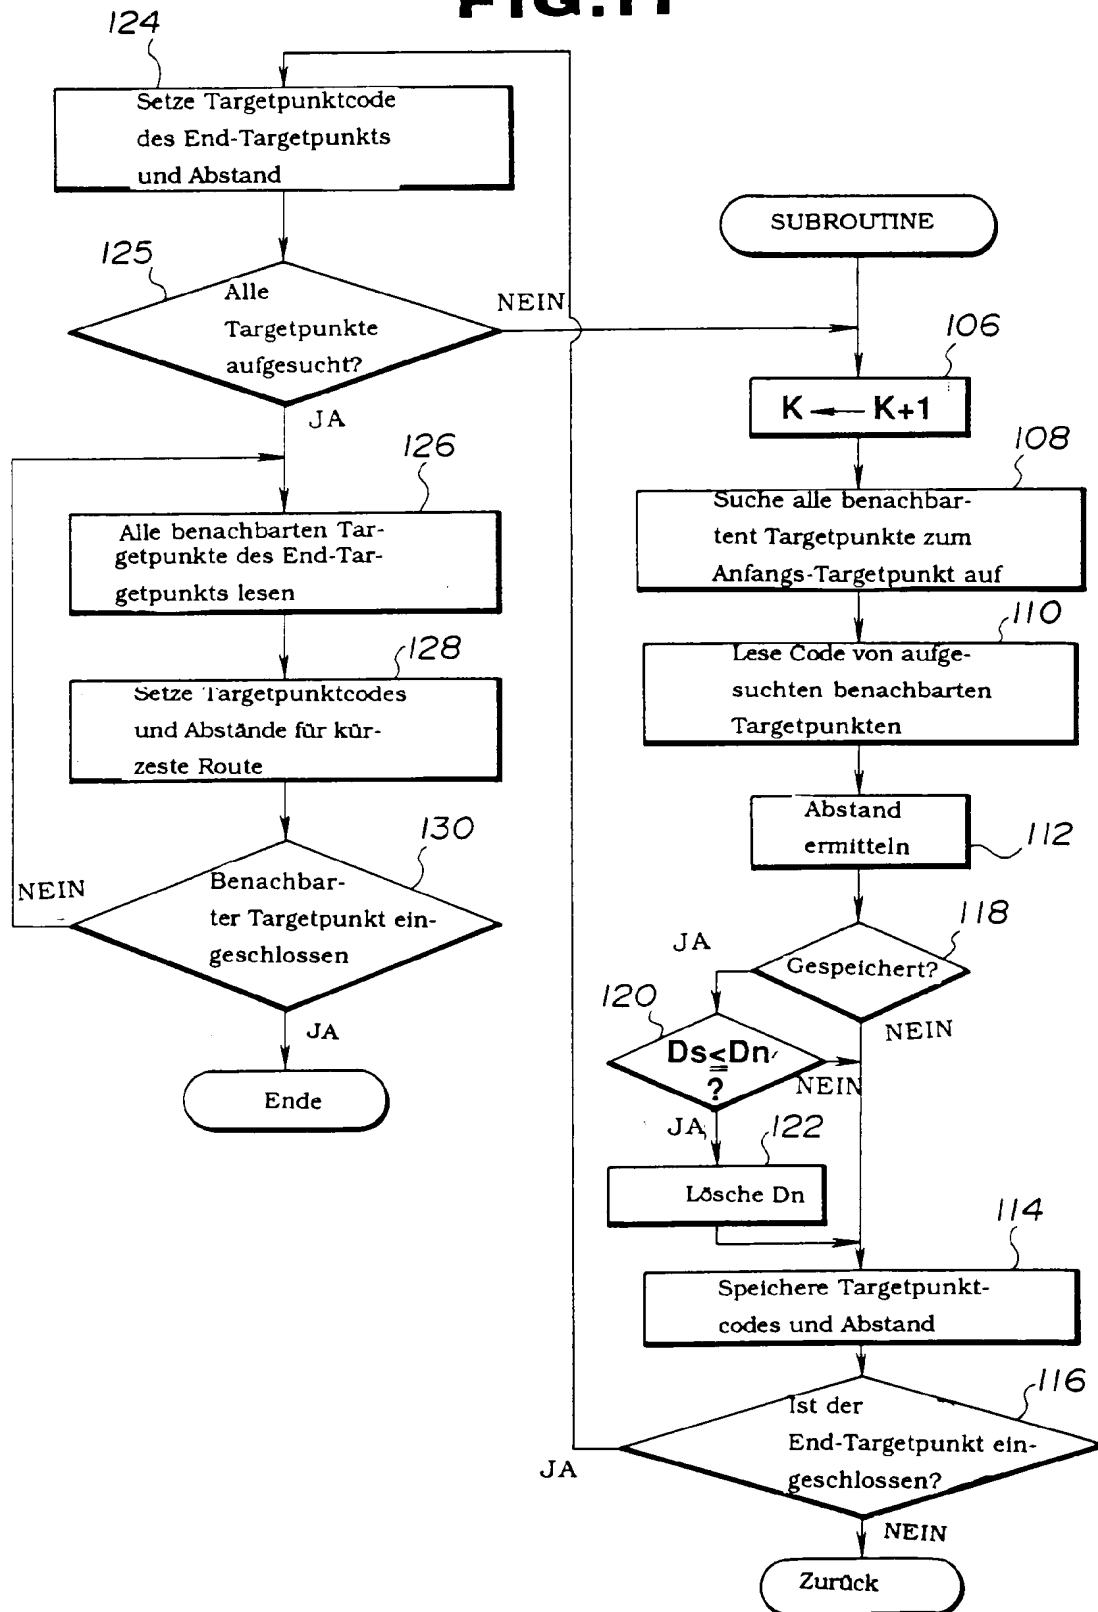 FIG.11
124
Setze Targetpunktcode
des End-Targetpunkts
und Abstand
125
Alle
Targetpunkte
aufgesucht?
NEIN
JA
126
Alle benachbarten Tar-
getpunkte des End-Tar-
getpunkts lesen
128
Setze Targetpunktcodes
und Abstände für kür-
zeste Route
130
Benachbar-
ter Targetpunkt ein-
geschlossen
NEIN
JA
Ende
SUBROUTINE
106
K ← K+1
108
Suche alle benachbar-
tent Targetpunkte zum
Anfangs-Targetpunkt auf
110
Lese Code von aufge-
suchten benachbarten
Targetpunkten
Abstand
ermitteln
112
118
JA
Gespeichert?
NEIN
120
Ds≦Dn
?
NEIN
JA
122
Lösche Dn
114
Speichere Targetpunkt-
codes und Abstand
116
Ist der
End-Targetpunkt ein-
geschlossen?
JA
NEIN
Zurück